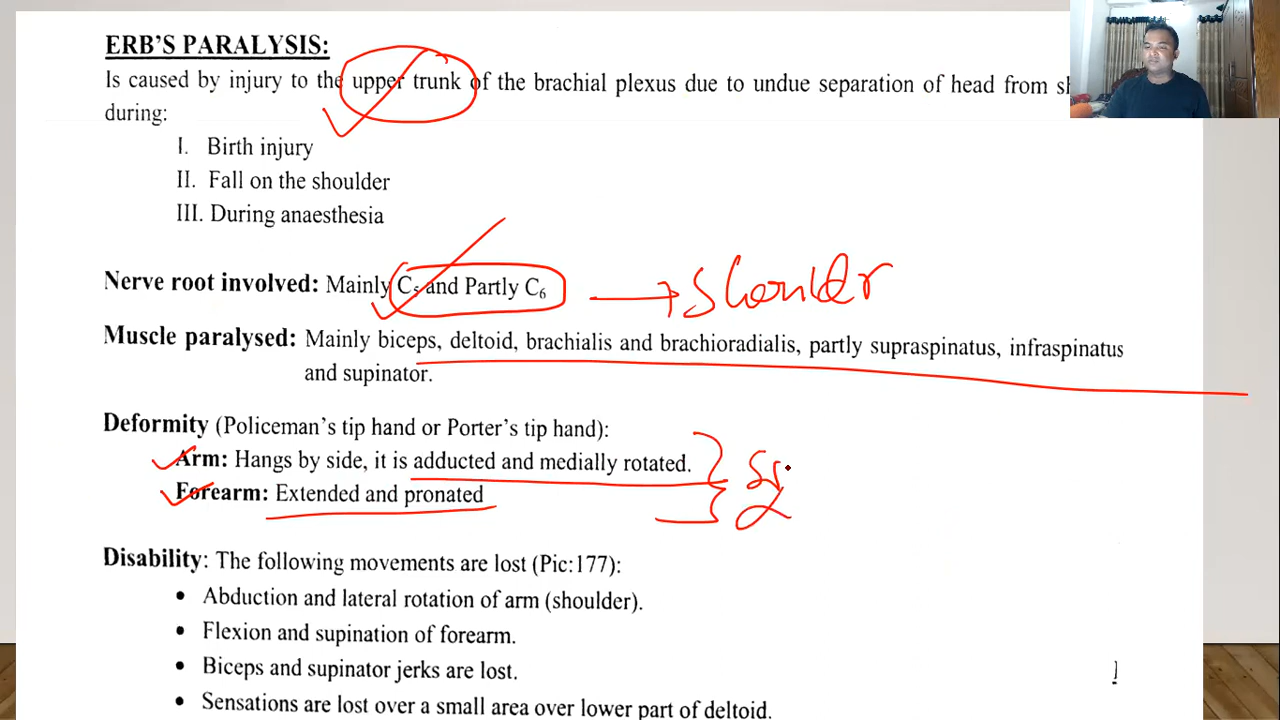 ERB'S PARALYSIS:
Is caused by injury to the upper trunk of the brachial plexus due to undue separation of head from
during:
I. Birth injury
II. Fall on the shoulder
III. During anaesthesia
Nerve root involved: Mainly C5 and Partly C6 → Shoulder
Muscle paralysed: Mainly biceps, deltoid, brachialis and brachioradialis, partly supraspinatus, infraspinatus
and supinator.
Deformity (Policeman's tip hand or Porter's tip hand):
Arm: Hangs by side, it is adducted and medially rotated.
Forearm: Extended and pronated
Disability: The following movements are lost (Pic:177):
• Abduction and lateral rotation of arm (shoulder).
• Flexion and supination of forearm.
• Biceps and supinator jerks are lost.
• Sensations are lost over a small area over lower part of deltoid.